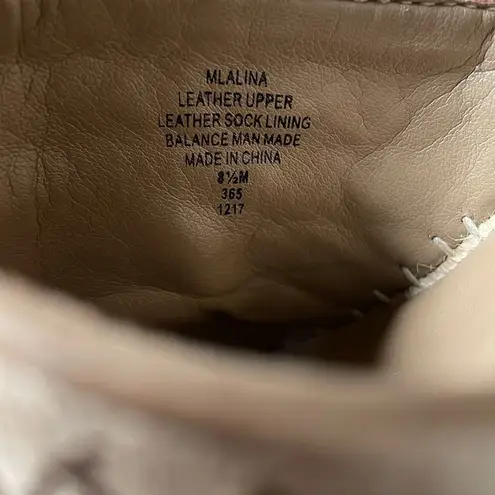 MLALINA
LEATHER UPPER
LEATHER SOCK LINING
BALANCE MAN MADE
MADE IN CHINA
8½M
365
1217